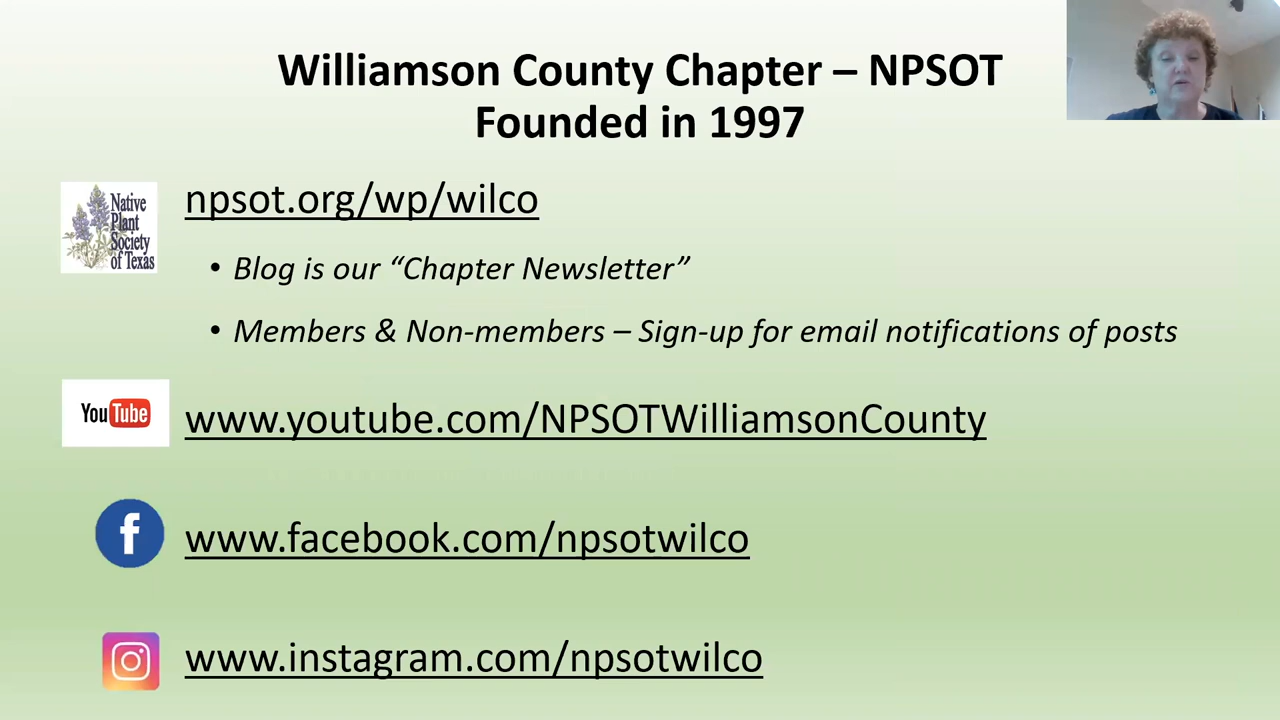 Williamson County Chapter – NPSOT
Founded in 1997
Native
Plant
Society
of Texas
npsot.org/wp/wilco
• Blog is our “Chapter Newsletter”
• Members & Non-members – Sign-up for email notifications of posts
YouTube
www.youtube.com/NPSOTWilliamsonCounty
f
www.facebook.com/npsotwilco
www.instagram.com/npsotwilco